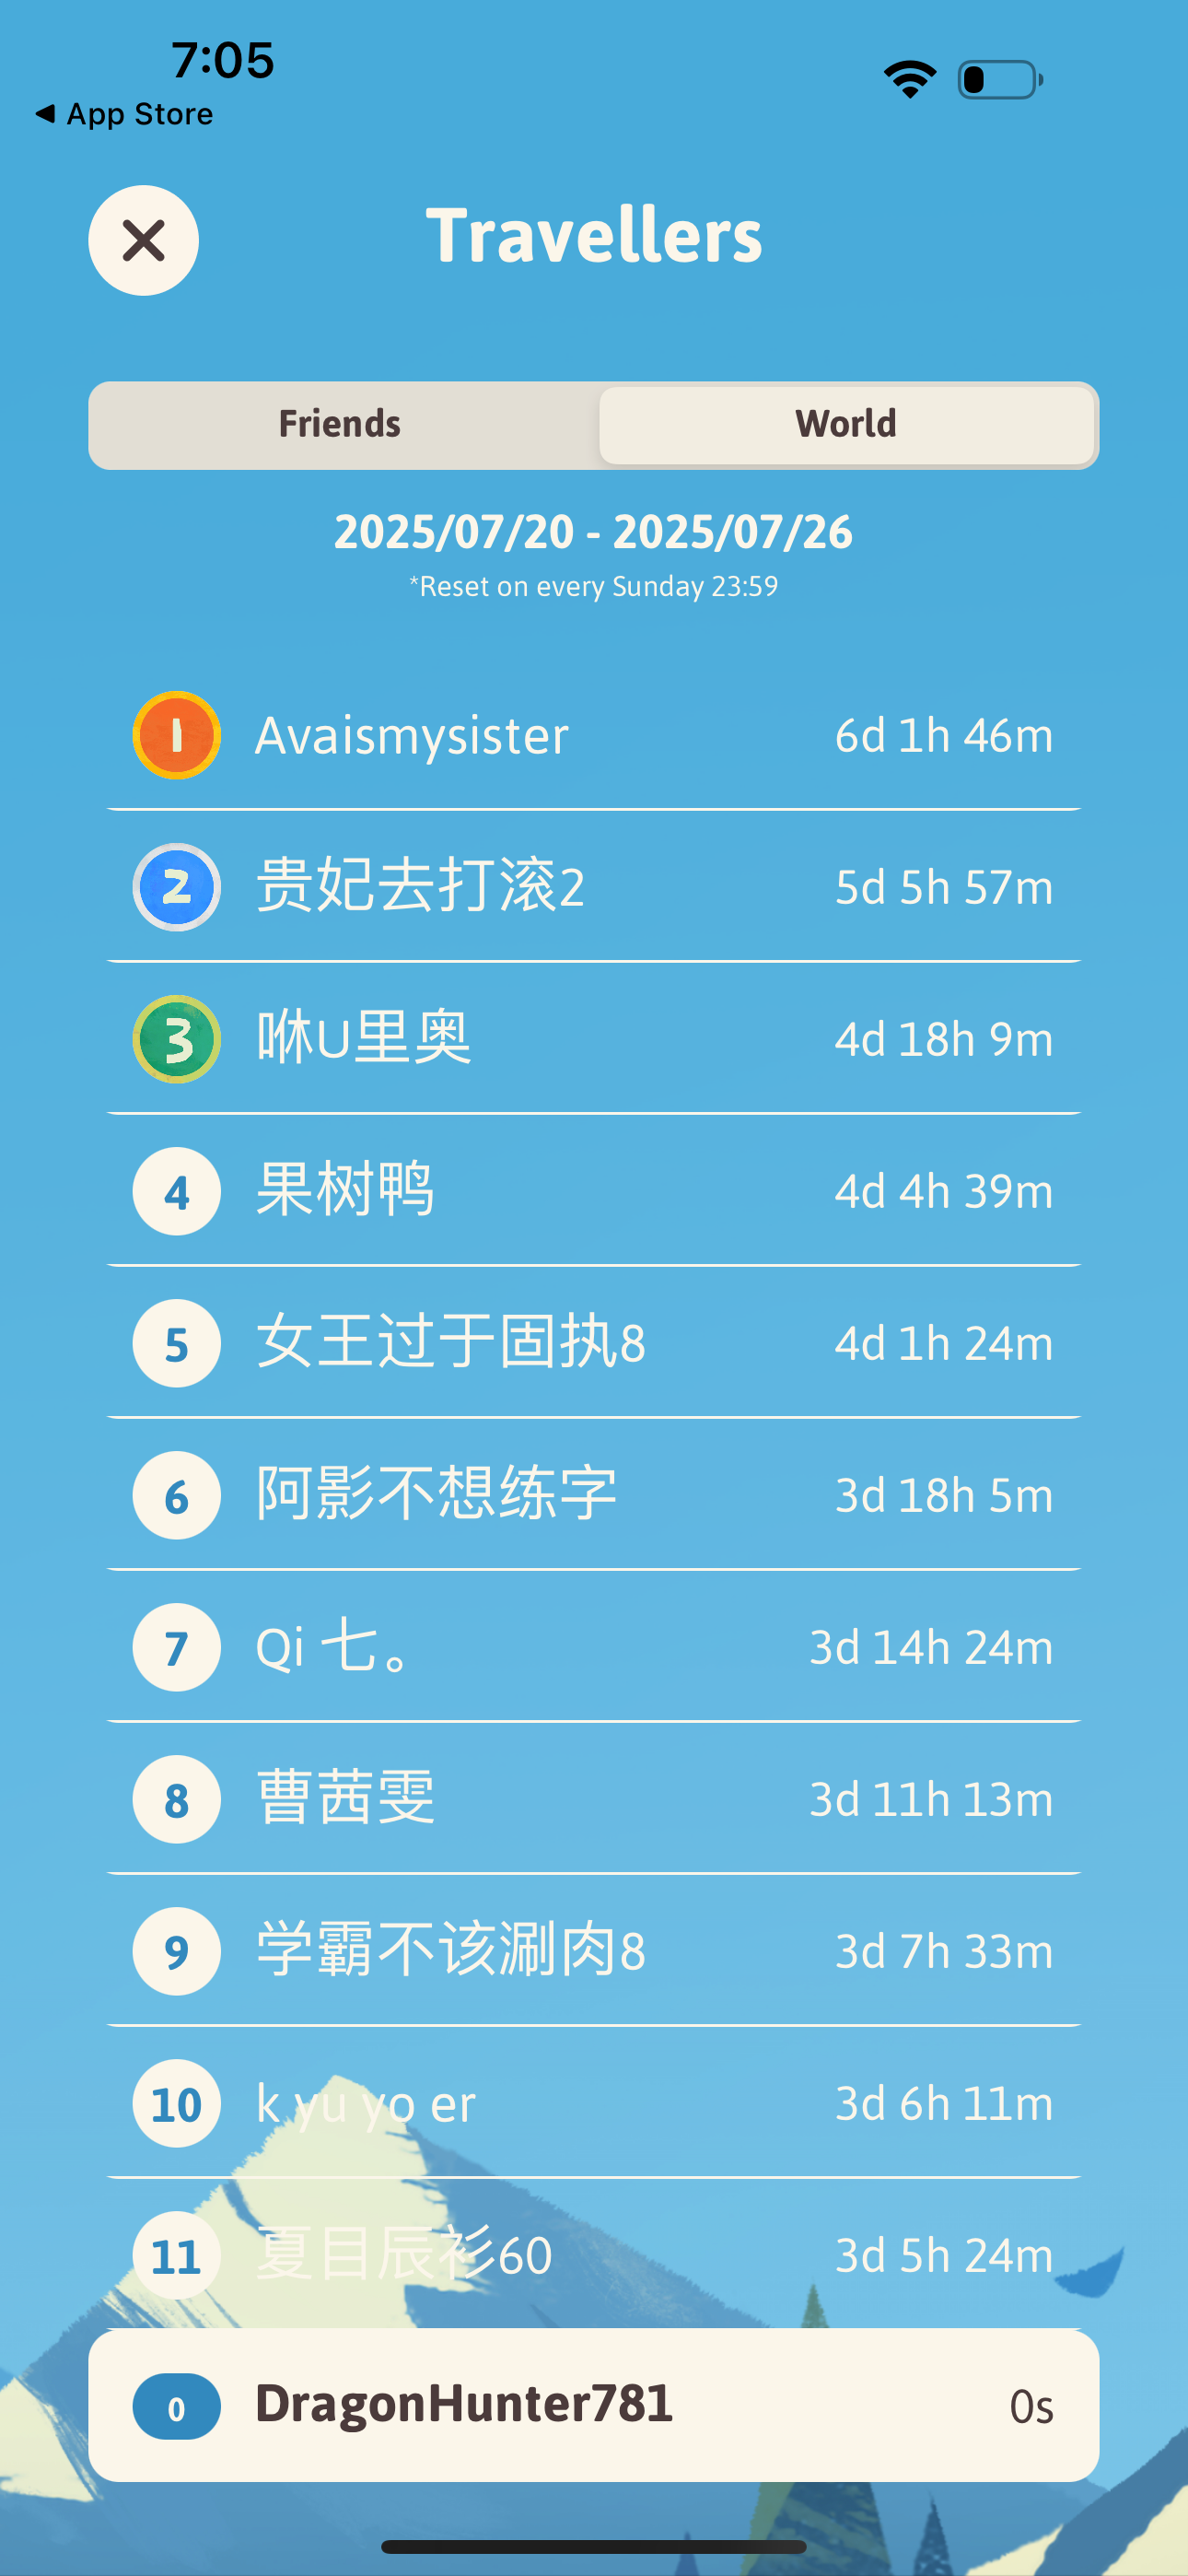 7:05
◀ App Store
Travellers
Friends World
2025/07/20 - 2025/07/26
*Reset on every Sunday 23:59
1 Avaismysister 6d 1h 46m
2 贵妃去打滚2 5d 5h 57m
3 咻U里奥 4d 18h 9m
4 果树鸭 4d 4h 39m
5 女王过于固执8 4d 1h 24m
6 阿影不想练字 3d 18h 5m
7 Qi 七。 3d 14h 24m
8 曹茜雯 3d 11h 13m
9 学霸不该涮肉8 3d 7h 33m
10 k yu yo er 3d 6h 11m
11 夏目辰衫60 3d 5h 24m
0 DragonHunter781 0s